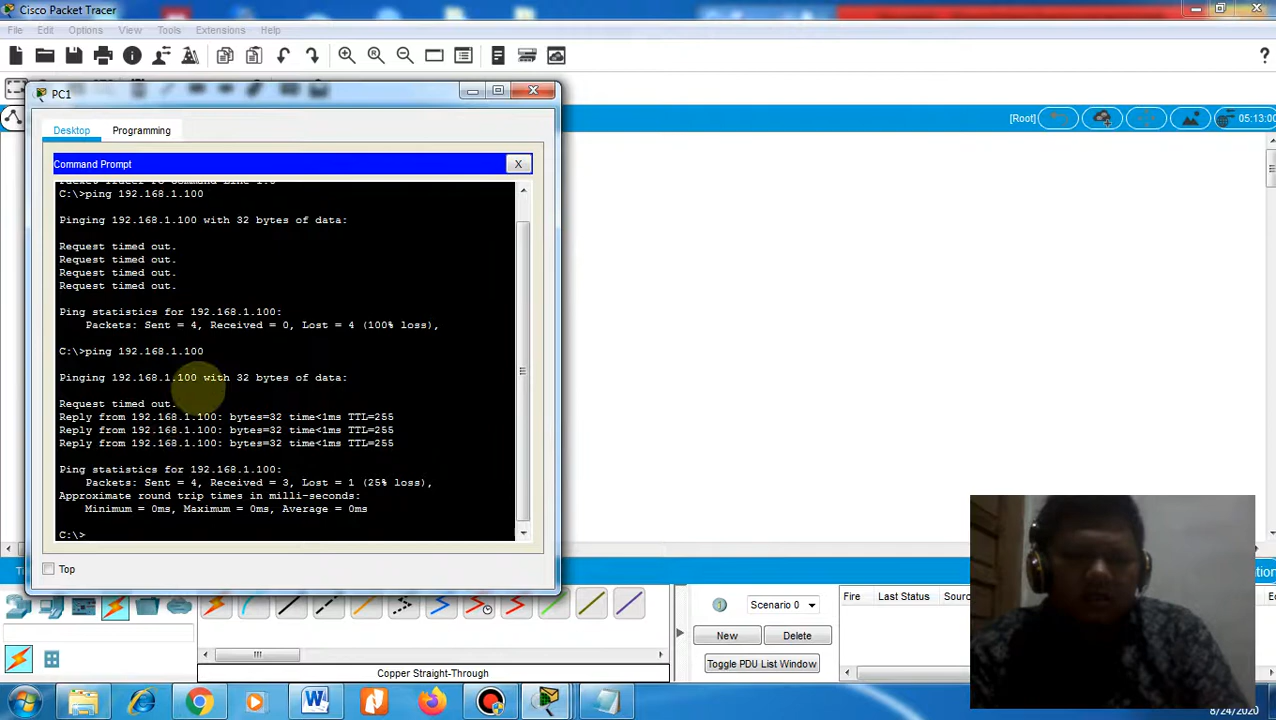 Cisco Packet Tracer
File Edit Options View Tools Extensions Help
?
PC1
[Root]
05:13:00
Desktop Programming
Command Prompt
X
C:\>ping 192.168.1.100
Pinging 192.168.1.100 with 32 bytes of data:
Request timed out.
Request timed out.
Request timed out.
Request timed out.
Ping statistics for 192.168.1.100:
Packets: Sent = 4, Received = 0, Lost = 4 (100% loss),
C:\>ping 192.168.1.100
Pinging 192.168.1.100 with 32 bytes of data:
Request timed out.
Reply from 192.168.1.100: bytes=32 time<1ms TTL=255
Reply from 192.168.1.100: bytes=32 time<1ms TTL=255
Reply from 192.168.1.100: bytes=32 time<1ms TTL=255
Ping statistics for 192.168.1.100:
Packets: Sent = 4, Received = 3, Lost = 1 (25% loss),
Approximate round trip times in milli-seconds:
Minimum = 0ms, Maximum = 0ms, Average = 0ms
C:\>
Top
Scenario 0
Fire Last Status Sourc
New Delete
Toggle PDU List Window
Copper Straight-Through
8/24/2020